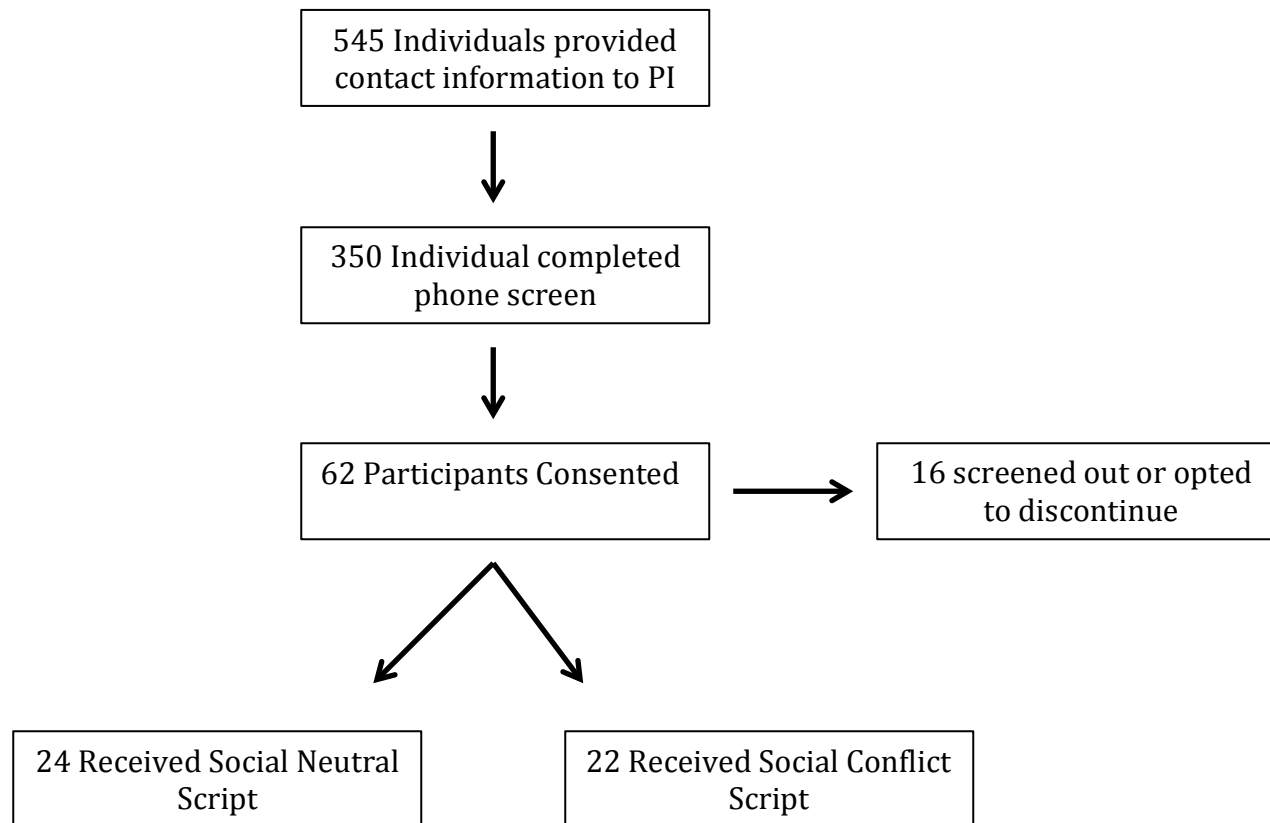 545 Individuals provided
contact information to PI
350 Individual completed
phone screen
62 Participants Consented
16 screened out or opted
to discontinue
24 Received Social Neutral
Script
22 Received Social Conflict
Script